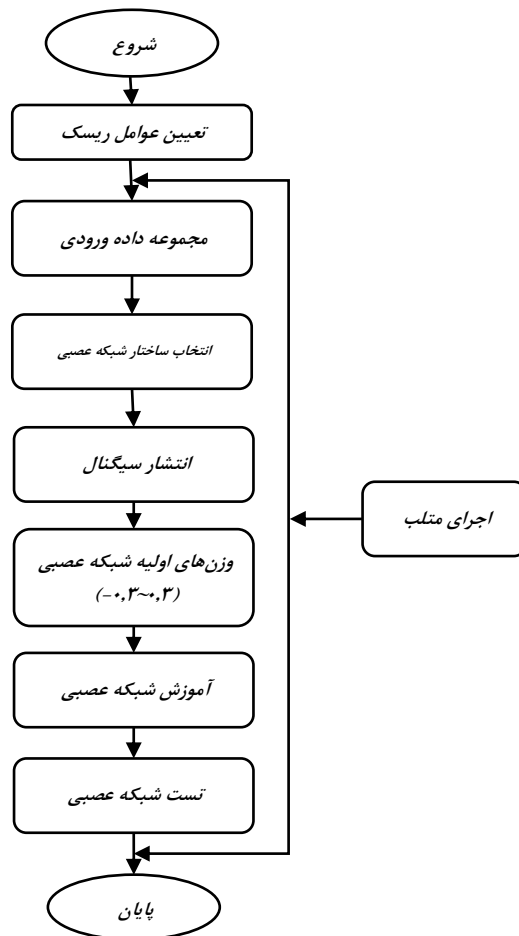 شروع
تعیین عوامل ریسک
مجموعه داده ورودی
انتخاب ساختار شبکه عصبی
انتشار سیگنال
اجرای متلب
وزن‌های اولیه شبکه عصبی
(-۰,۳~۰,۳)
آموزش شبکه عصبی
تست شبکه عصبی
پایان